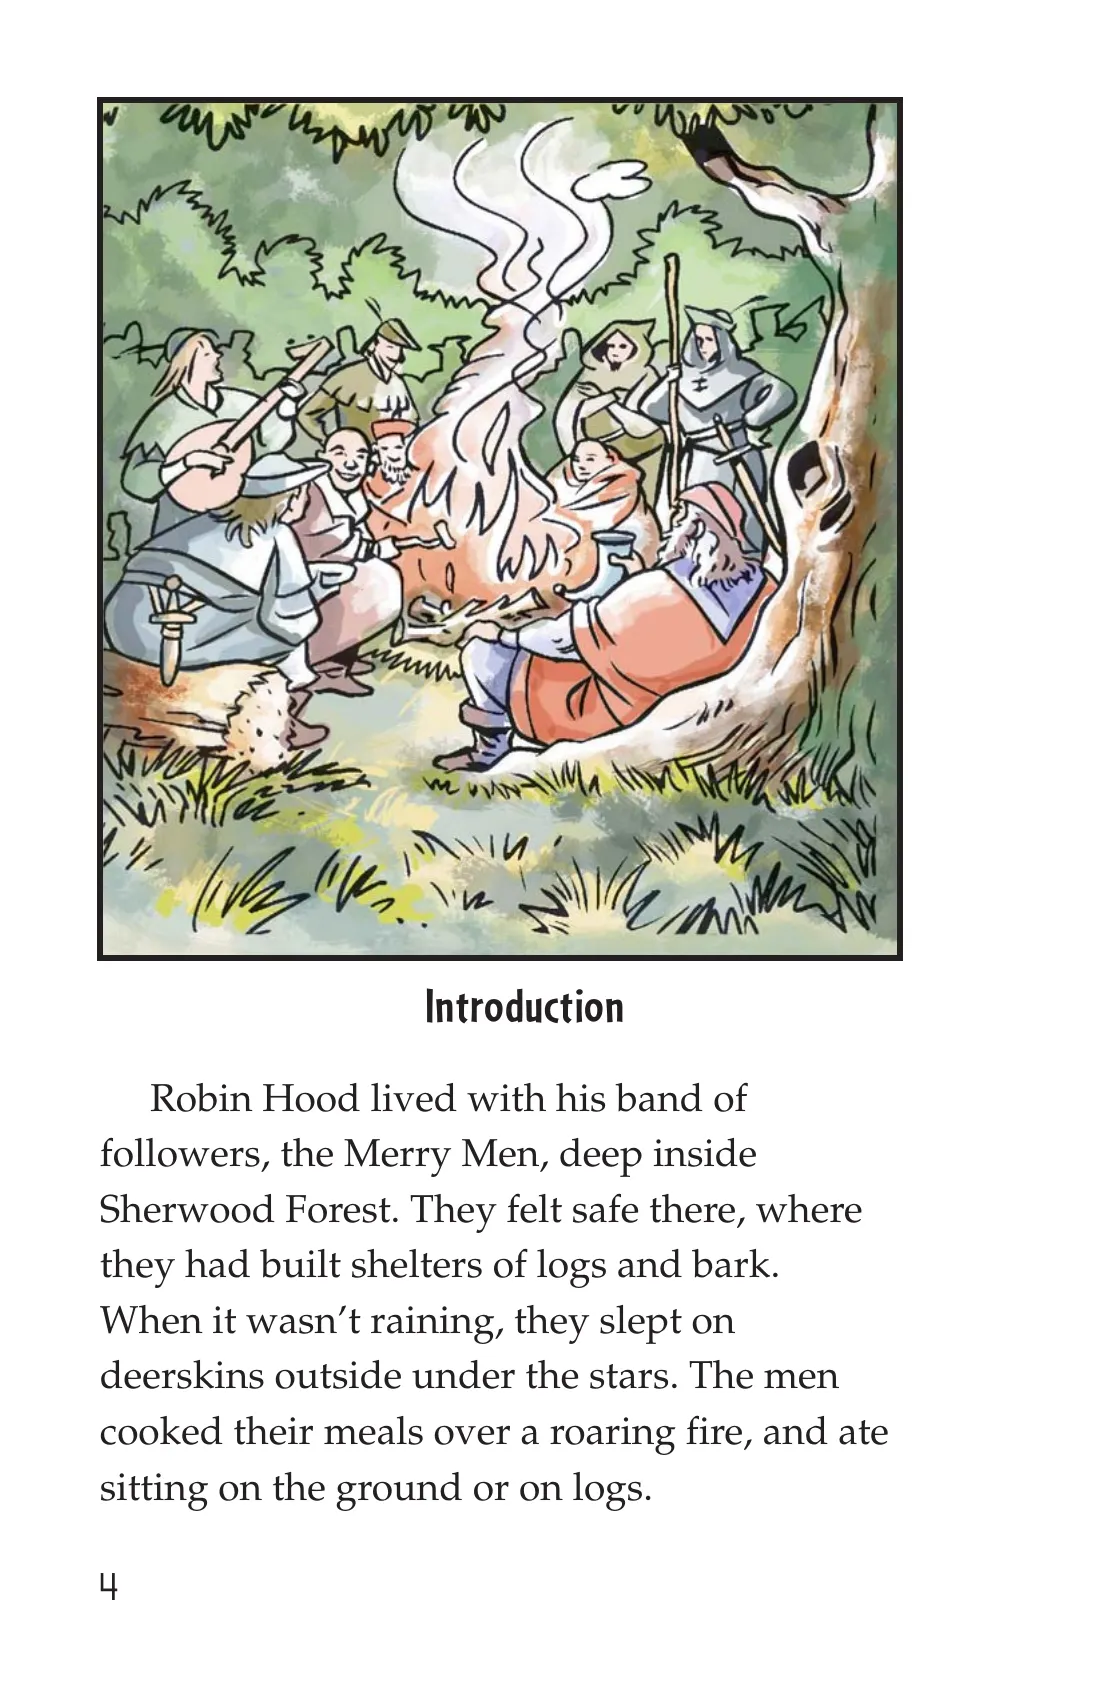 Introduction
Robin Hood lived with his band of
followers, the Merry Men, deep inside
Sherwood Forest. They felt safe there, where
they had built shelters of logs and bark.
When it wasn’t raining, they slept on
deerskins outside under the stars. The men
cooked their meals over a roaring fire, and ate
sitting on the ground or on logs.
4